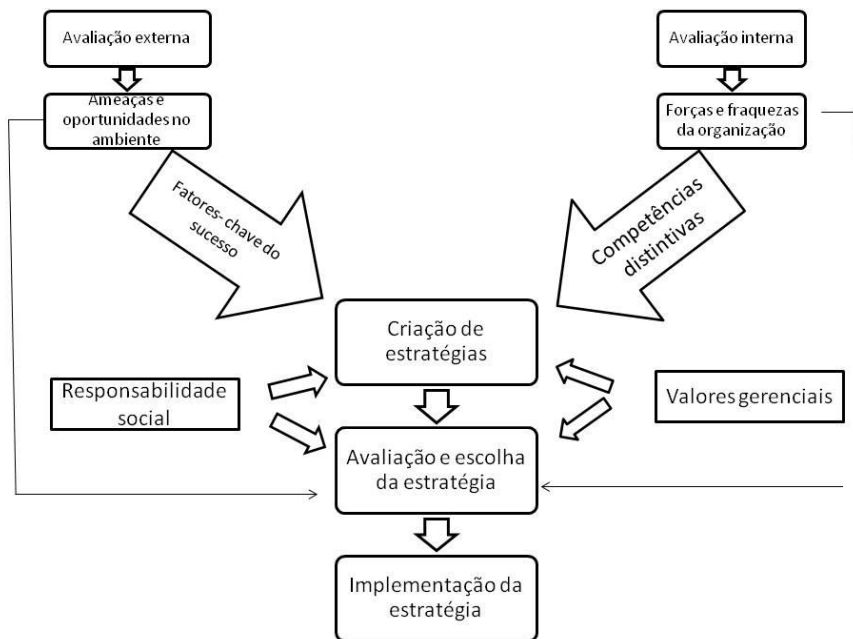 Avaliação externa
Avaliação interna
Ameaças e
oportunidades no
ambiente
Forças e fraquezas
da organização
Fatores- chave do
sucesso
Competências
distintivas
Criação de
estratégias
Responsabilidade
social
Valores gerenciais
Avaliação e escolha
da estratégia
Implementação da
estratégia